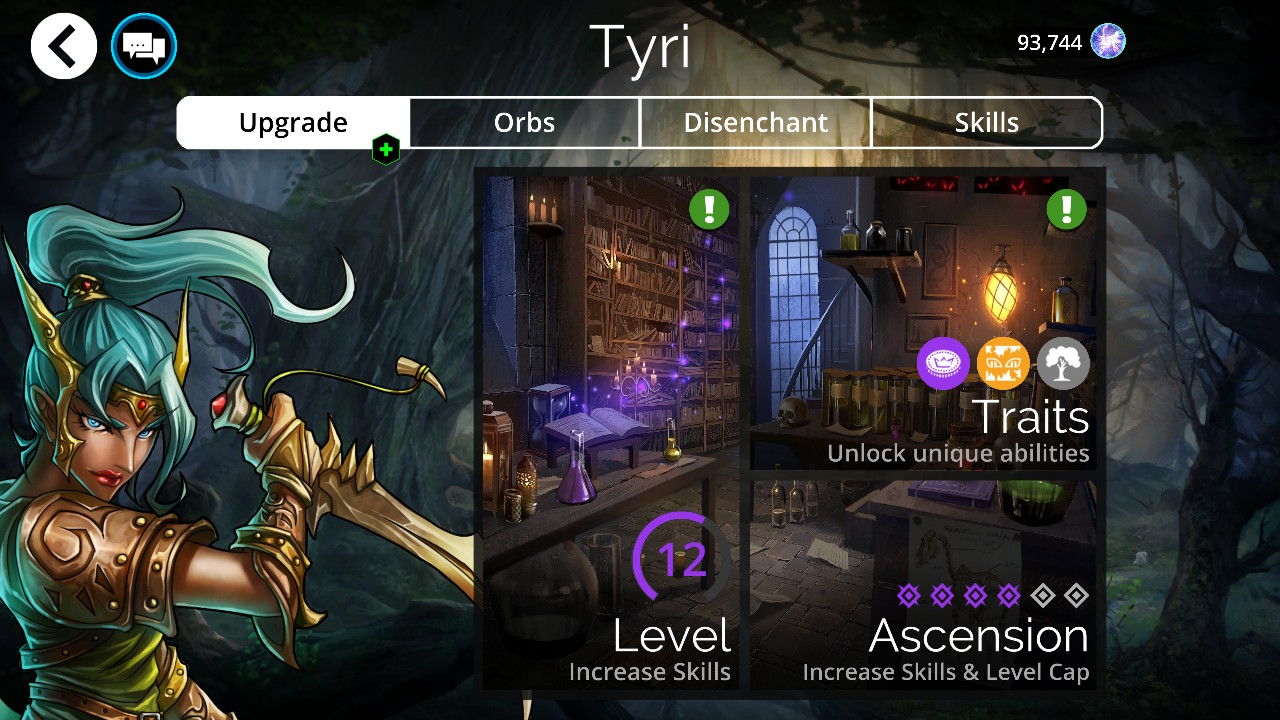 Tyri
93,744
Upgrade
Orbs
Disenchant
Skills
Traits
Unlock unique abilities
12
Level
Increase Skills
Ascension
Increase Skills & Level Cap